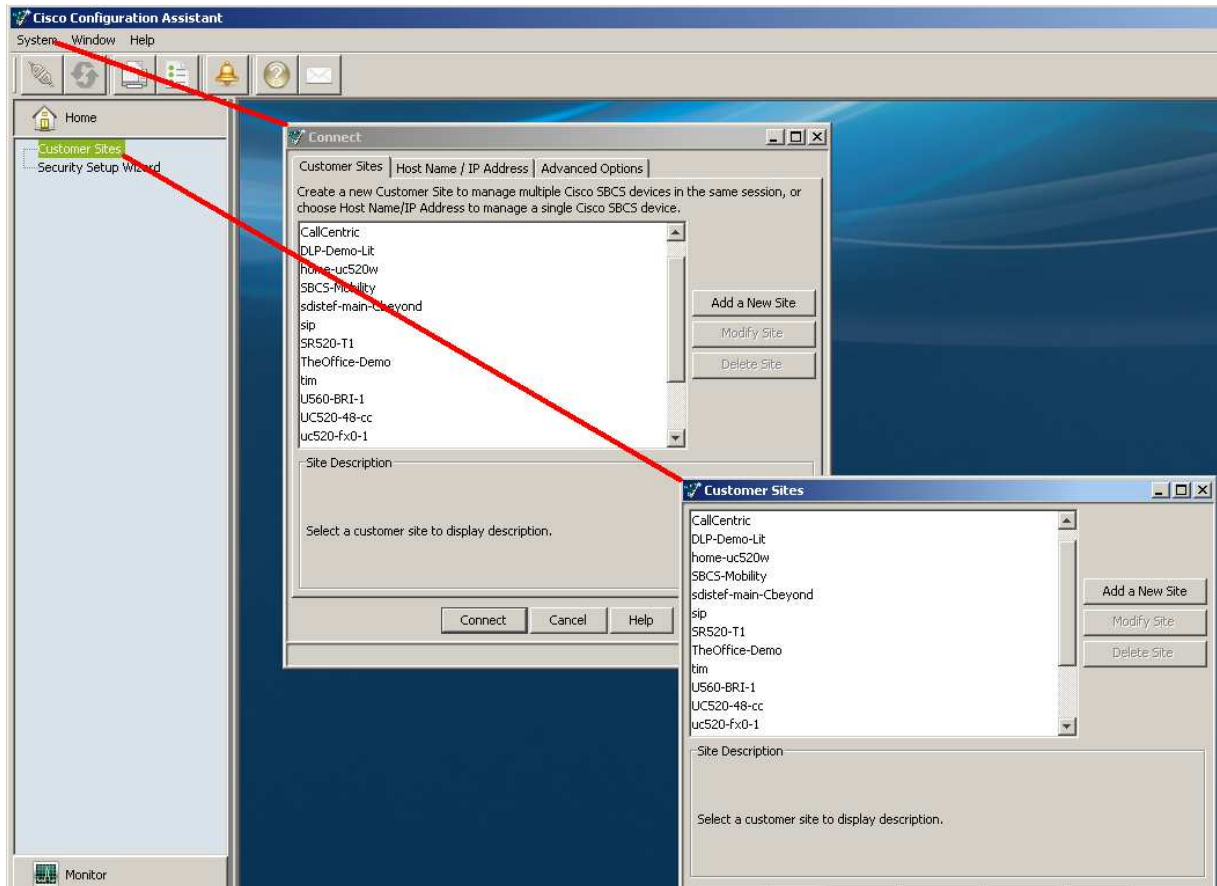 Cisco Configuration Assistant
System Window Help
Home
Customer Sites
Security Setup Wizard
Connect
Customer Sites Host Name / IP Address Advanced Options
Create a new Customer Site to manage multiple Cisco SBCS devices in the same session, or
choose Host Name/IP Address to manage a single Cisco SBCS device.
CallCentric
DLP-Demo-Lit
home-uc520w
SBCS-Mobility
sdistef-main-Cbeyond
sip
SR520-T1
TheOffice-Demo
tim
U560-BRI-1
UC520-48-cc
uc520-fx0-1
Add a New Site
Modify Site
Delete Site
Site Description
Select a customer site to display description.
Connect Cancel Help
Customer Sites
CallCentric
DLP-Demo-Lit
home-uc520w
SBCS-Mobility
sdistef-main-Cbeyond
sip
SR520-T1
TheOffice-Demo
tim
U560-BRI-1
UC520-48-cc
uc520-fx0-1
Add a New Site
Modify Site
Delete Site
Site Description
Select a customer site to display description.
Monitor